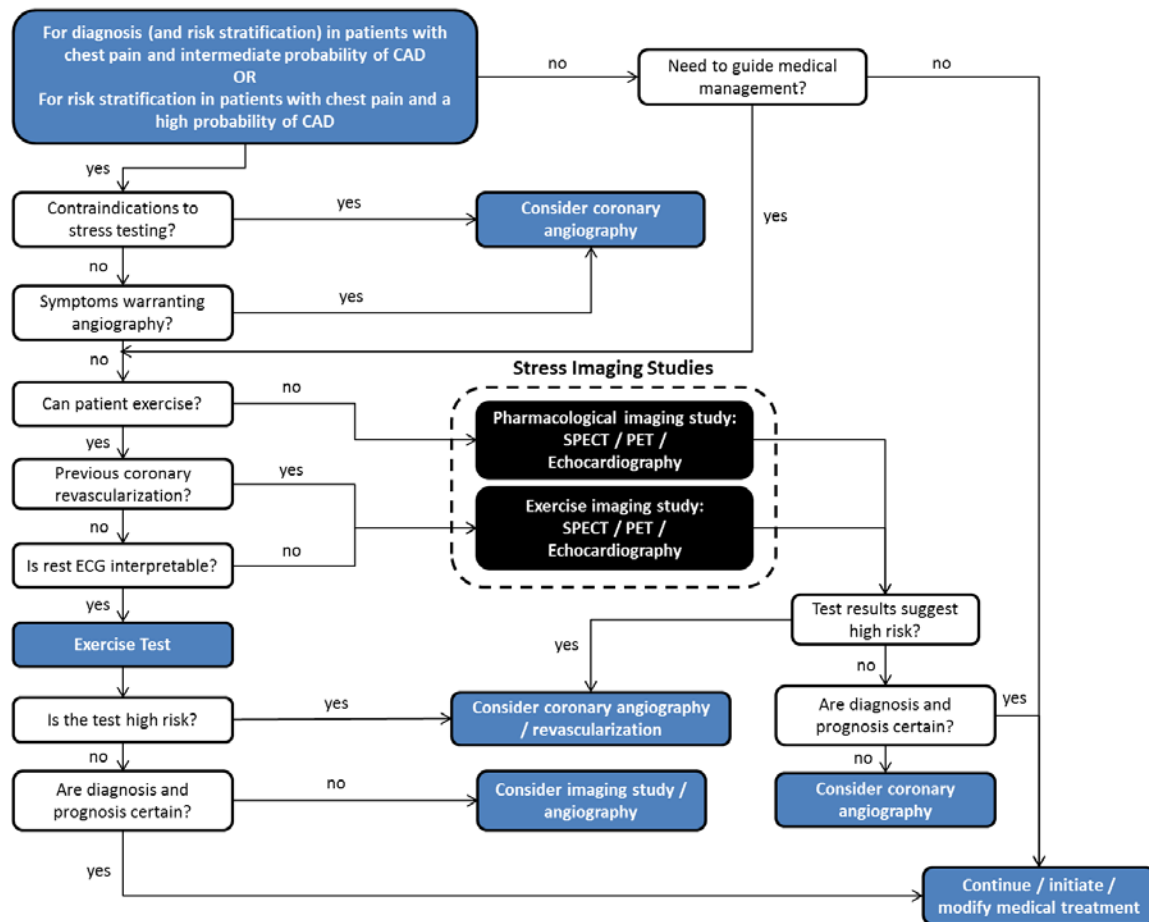 For diagnosis (and risk stratification) in patients with
chest pain and intermediate probability of CAD
OR
For risk stratification in patients with chest pain and a
high probability of CAD
no
Need to guide medical
management?
no
yes
yes
Contraindications to
stress testing?
yes
Consider coronary
angiography
no
Symptoms warranting
angiography?
yes
no
Stress Imaging Studies
Can patient exercise?
no
Pharmacological imaging study:
SPECT / PET /
Echocardiography
yes
Previous coronary
revascularization?
yes
Exercise imaging study:
SPECT / PET /
Echocardiography
no
Is rest ECG interpretable?
no
yes
Exercise Test
Test results suggest
high risk?
yes
no
Is the test high risk?
yes
Consider coronary angiography
/ revascularization
Are diagnosis and
prognosis certain?
yes
no
no
Are diagnosis and
prognosis certain?
no
Consider imaging study /
angiography
Consider coronary
angiography
yes
Continue / initiate /
modify medical treatment